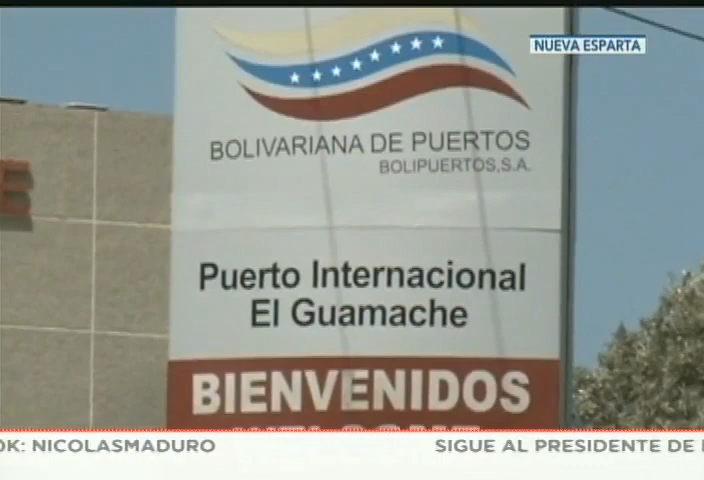 NUEVA ESPARTA
BOLIVARIANA DE PUERTOS
BOLIPUERTOS, S.A.
Puerto Internacional
El Guamache
BIENVENIDOS
OK: NICOLASMADURO
SIGUE AL PRESIDENTE DE